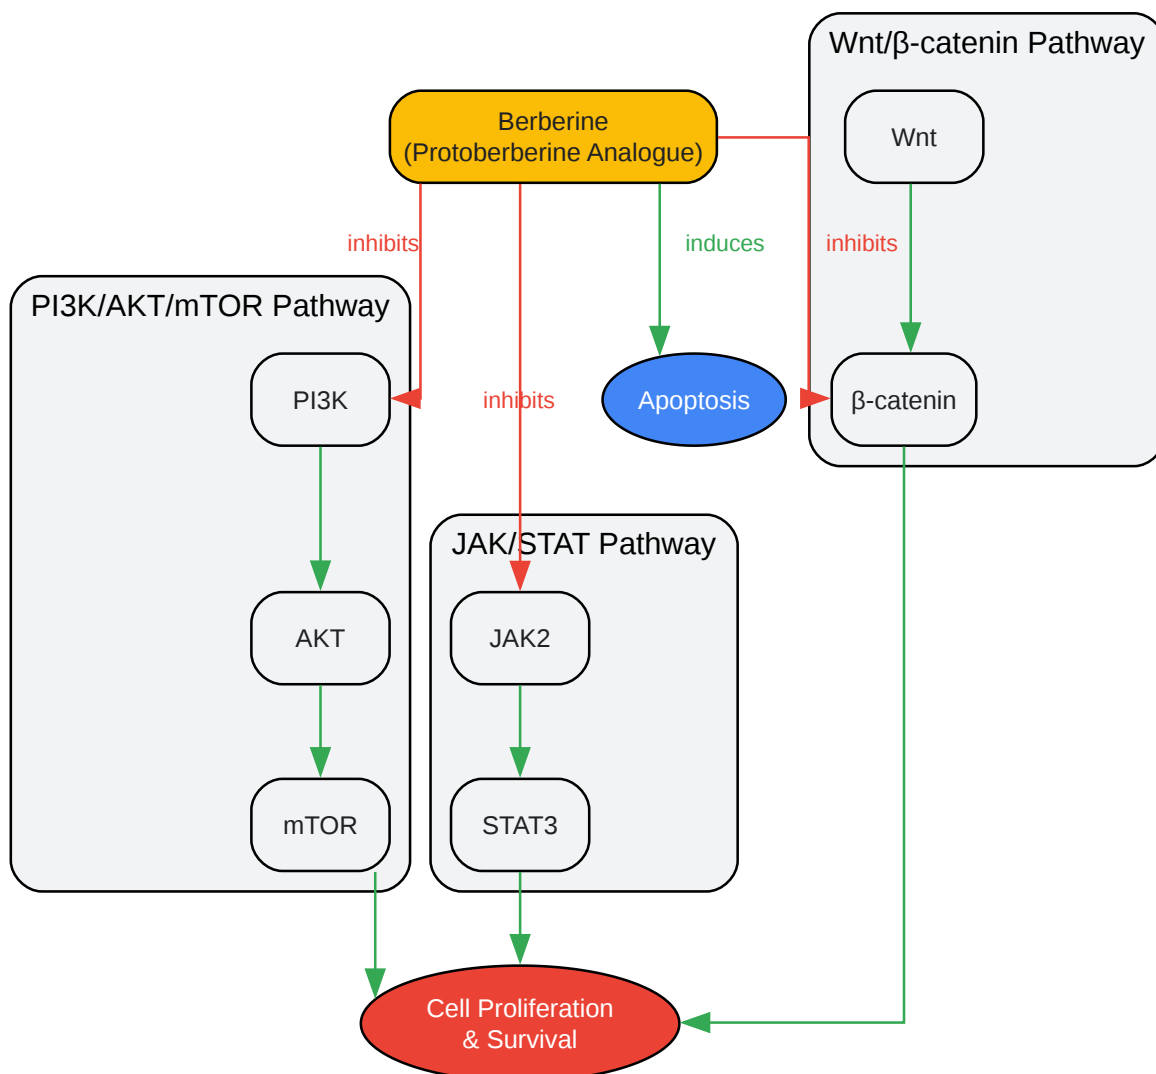 Wnt/β-catenin Pathway
Berberine
(Protoberberine Analogue)
Wnt
inhibits
induces
inhibits
PI3K/AKT/mTOR Pathway
PI3K
inhibits
Apoptosis
β-catenin
JAK/STAT Pathway
AKT
JAK2
mTOR
STAT3
Cell Proliferation
& Survival